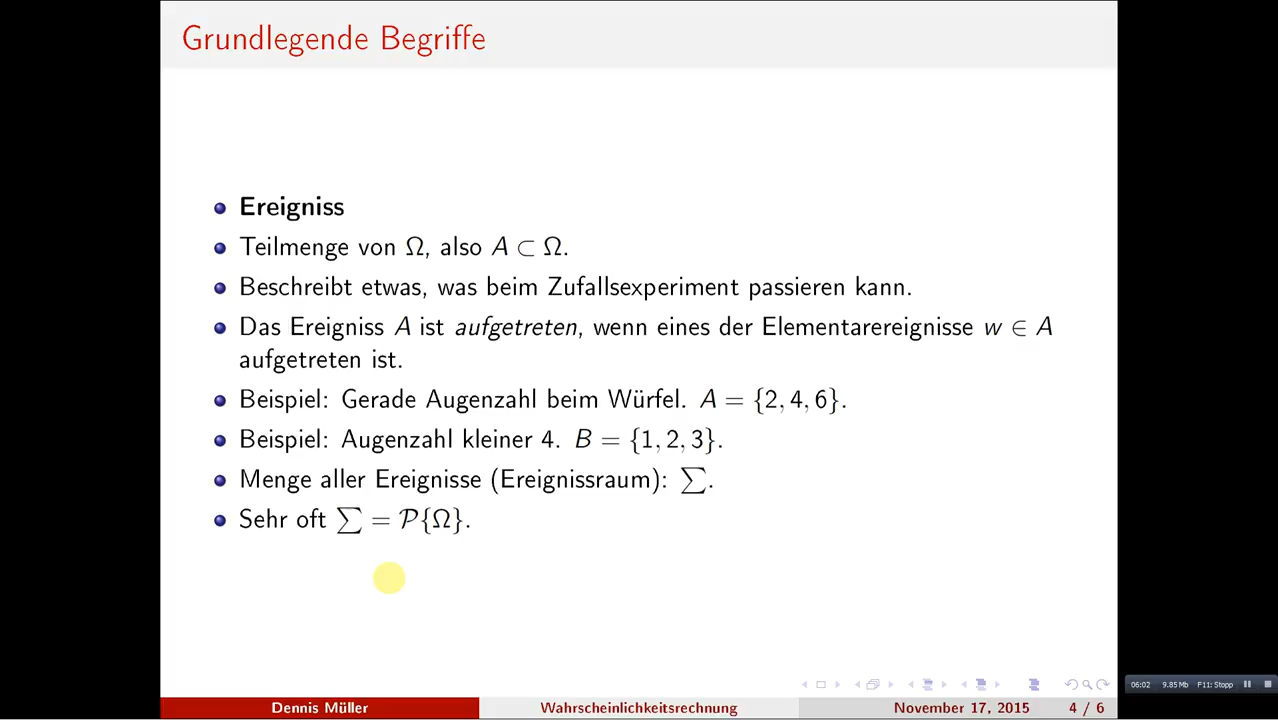 Grundlegende Begriffe
Ereigniss
Teilmenge von Ω, also A ⊂ Ω.
Beschreibt etwas, was beim Zufallsexperiment passieren kann.
Das Ereigniss A ist aufgetreten, wenn eines der Elementarereignisse w ∈ A
aufgetreten ist.
Beispiel: Gerade Augenzahl beim Würfel. A = {2, 4, 6}.
Beispiel: Augenzahl kleiner 4. B = {1, 2, 3}.
Menge aller Ereignisse (Ereignissraum): ∑.
Sehr oft ∑ = 𝒫{Ω}.
06:02 9.85 Mb F11: Stopp
Dennis Müller Wahrscheinlichkeitsrechnung November 17, 2015 4 / 6